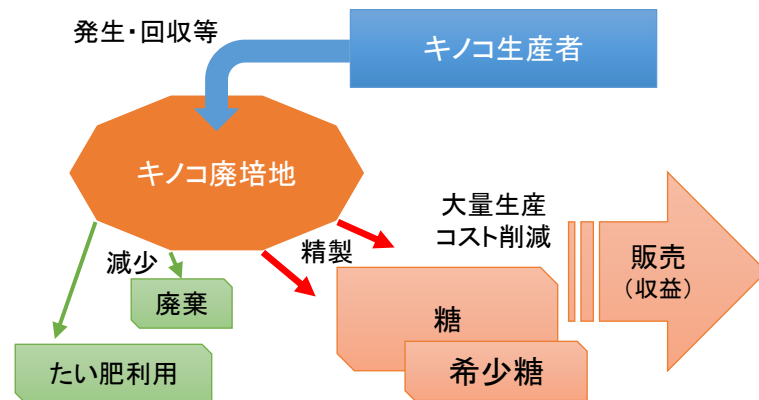 発生・回収等
キノコ生産者
キノコ廃培地
大量生産
コスト削減
精製
減少
販売
（収益）
廃棄
糖
たい肥利用
希少糖